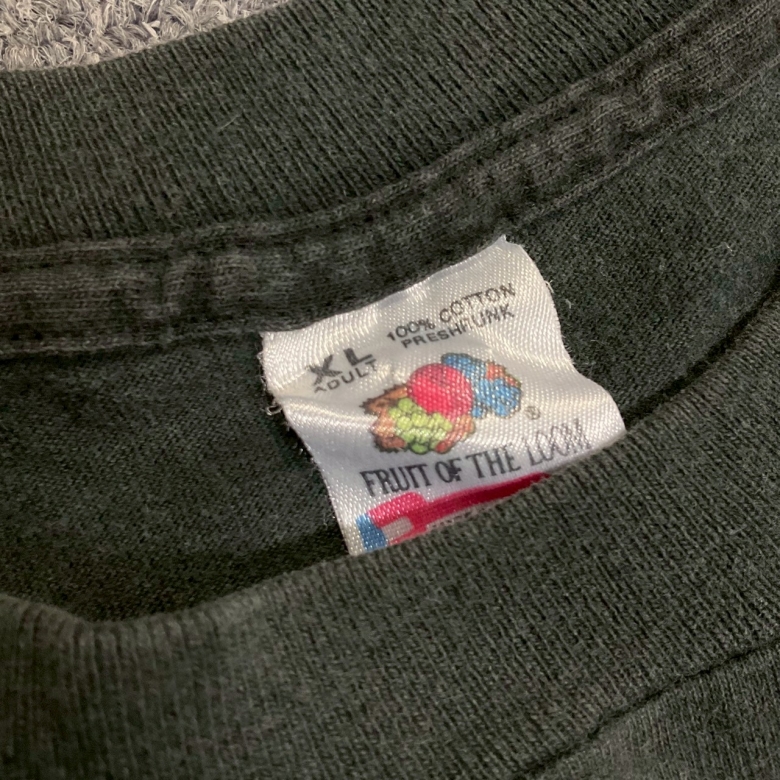 XL
ADULT
100% COTTON
PRESHRUNK
®
FRUIT OF THE LOOM